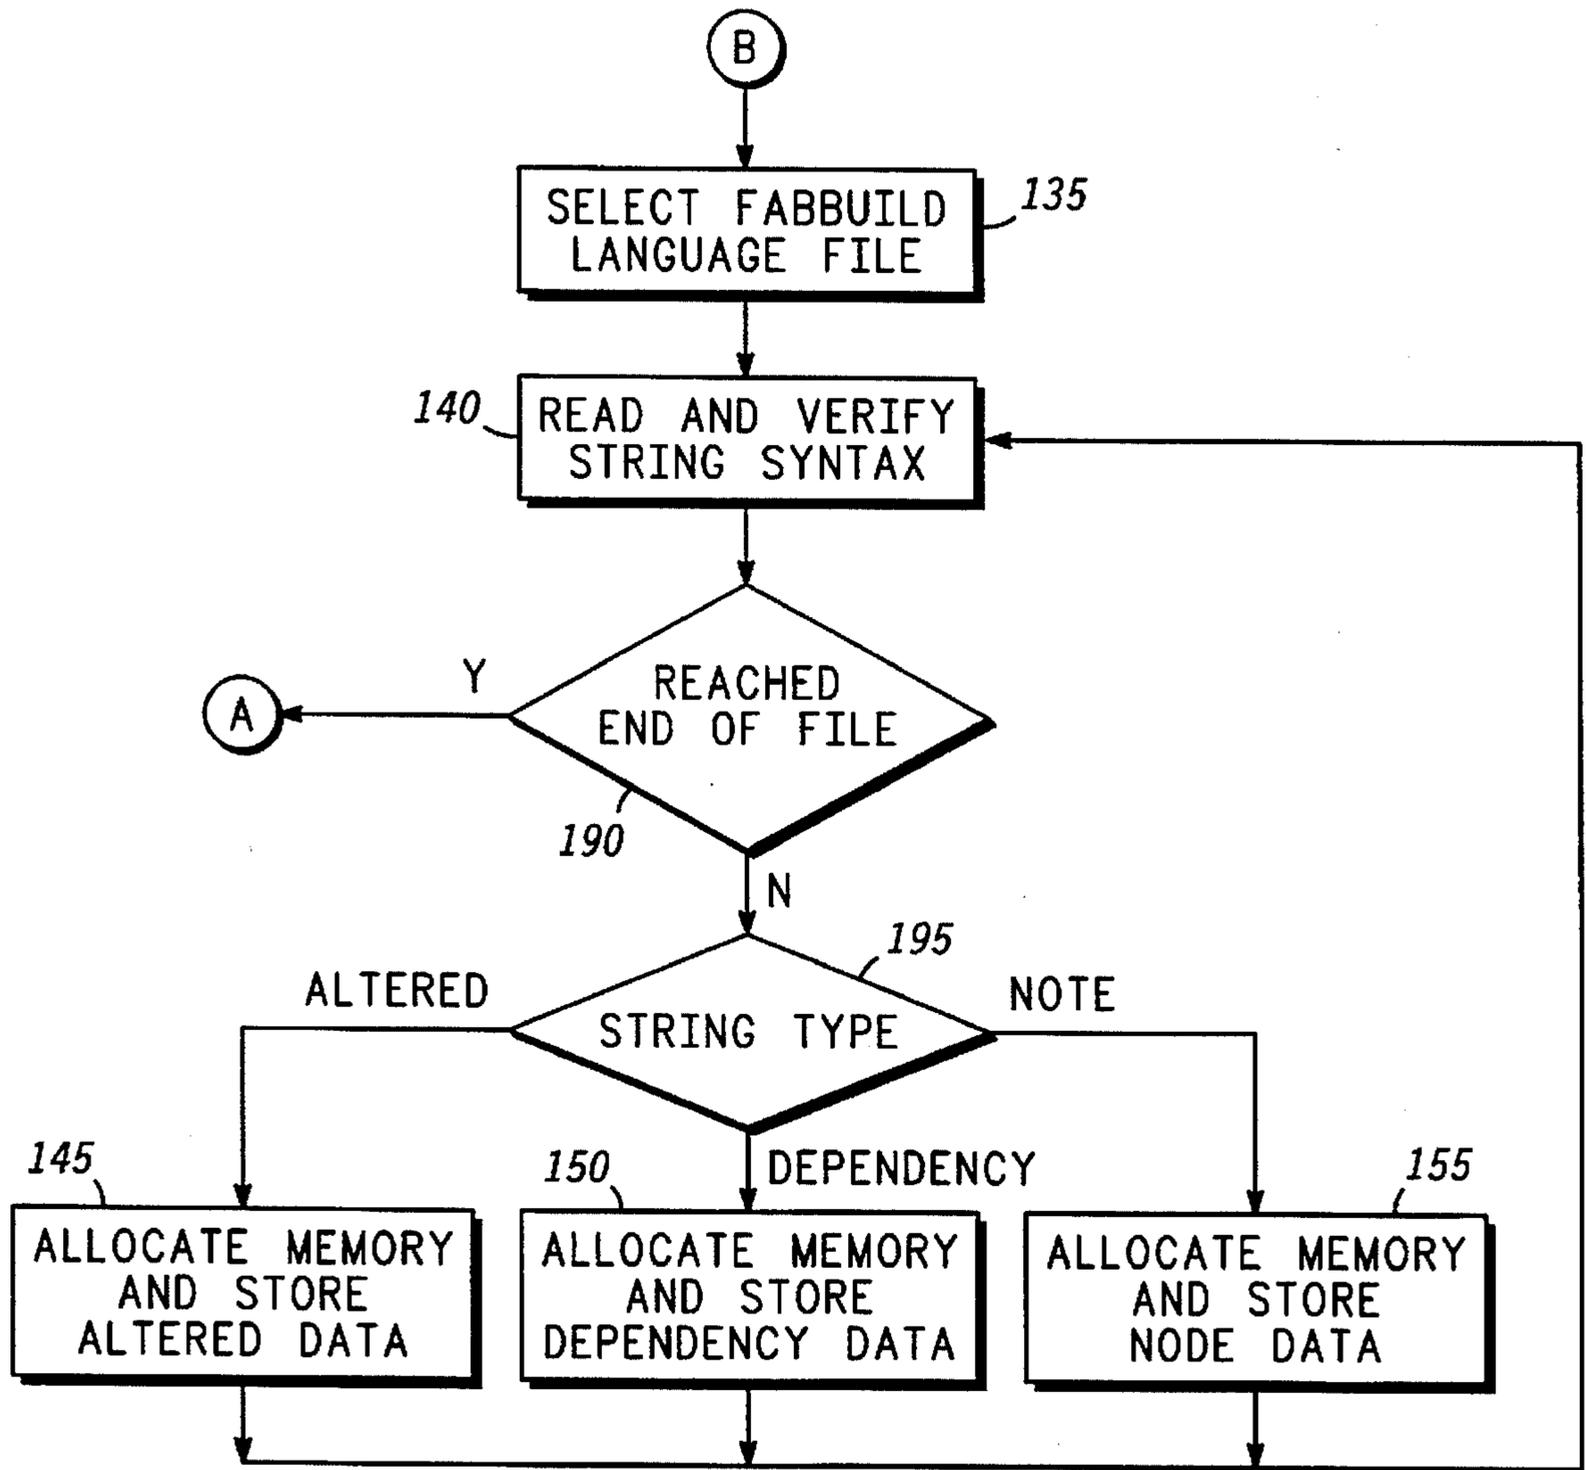 B
SELECT FABBUILD
LANGUAGE FILE
135
140
READ AND VERIFY
STRING SYNTAX
Y
A
REACHED
END OF FILE
190
N
195
ALTERED
STRING TYPE
NOTE
145
150
DEPENDENCY
155
ALLOCATE MEMORY
AND STORE
ALTERED DATA
ALLOCATE MEMORY
AND STORE
DEPENDENCY DATA
ALLOCATE MEMORY
AND STORE
NODE DATA